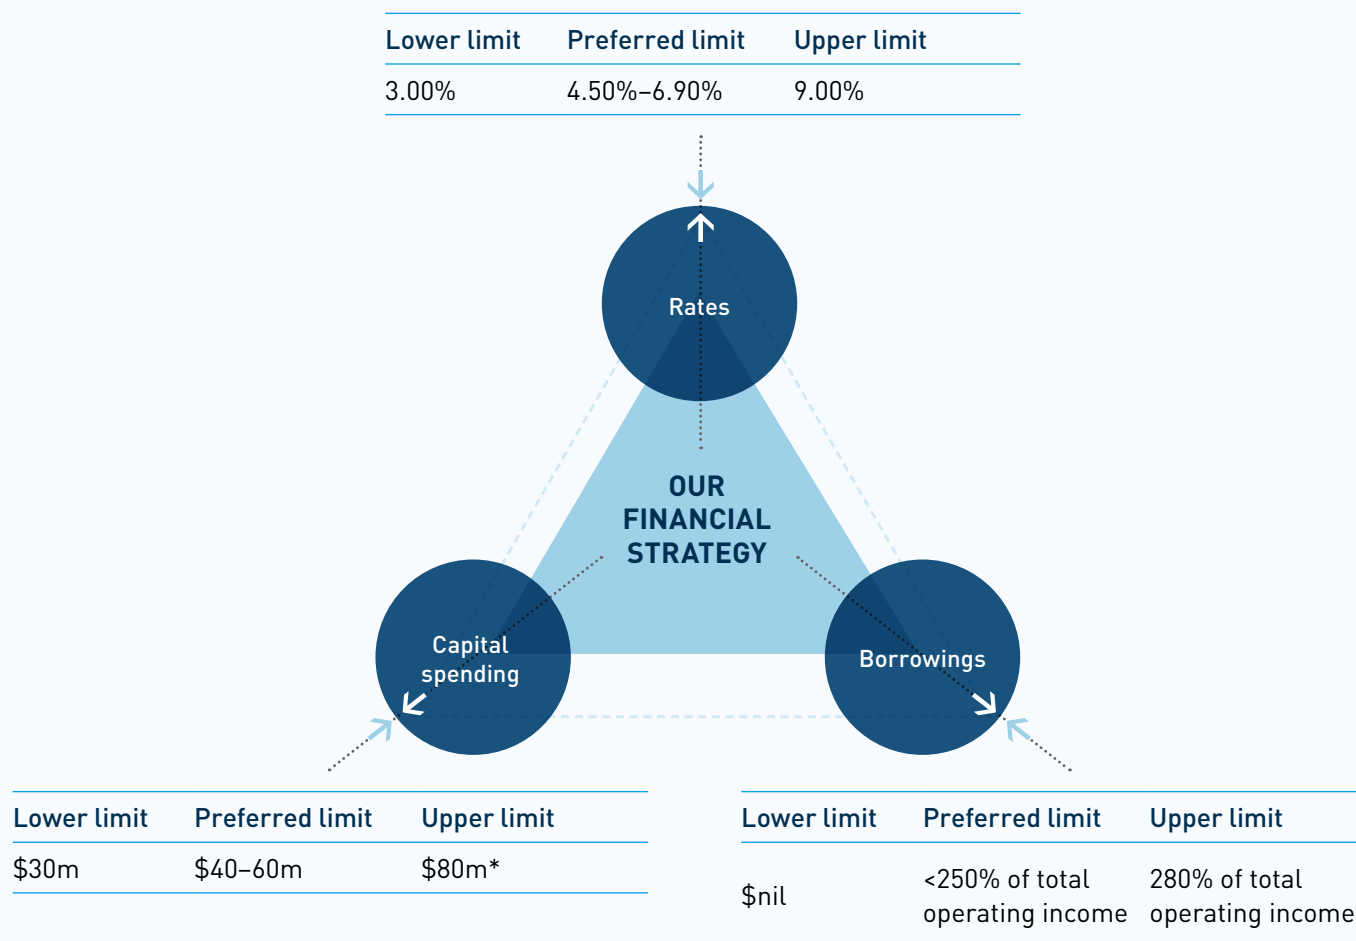 Lower limit Preferred limit Upper limit
3.00% 4.50%–6.90% 9.00%
Rates
OUR
FINANCIAL
STRATEGY
Capital
spending
Borrowings
Lower limit Preferred limit Upper limit
$30m $40–60m $80m*
Lower limit Preferred limit Upper limit
$nil <250% of total operating income 280% of total operating income